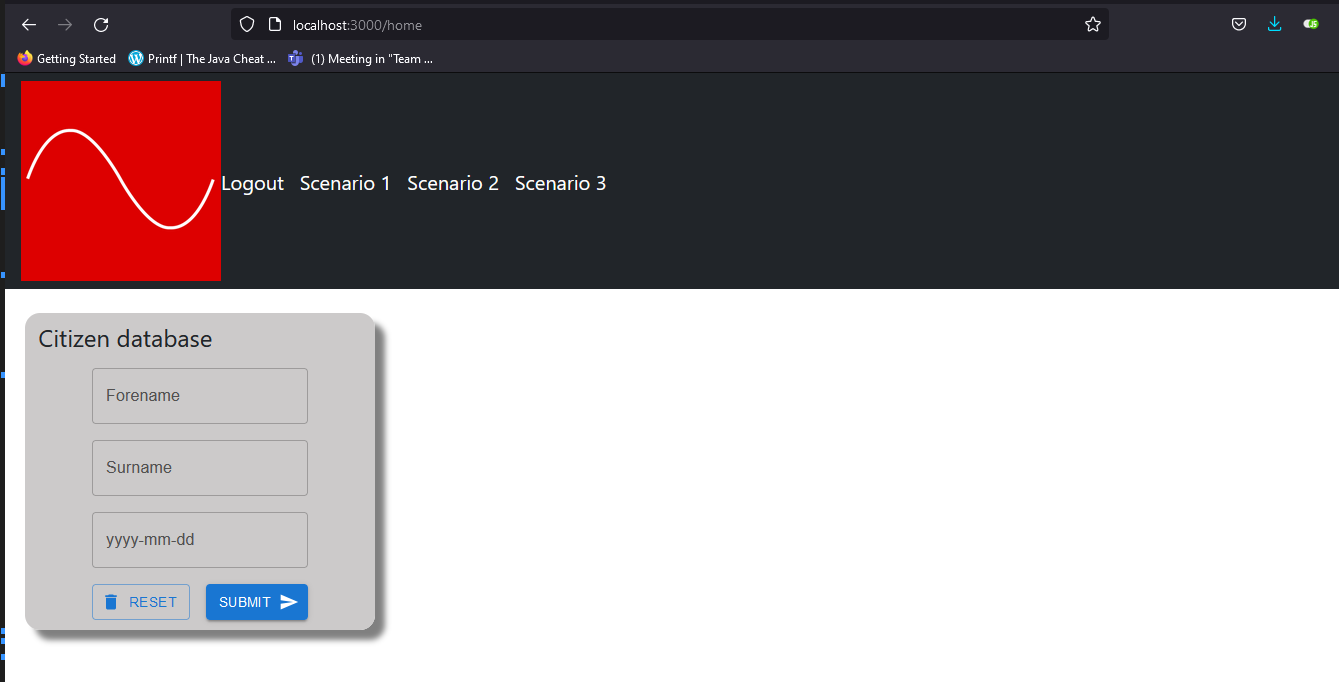 localhost:3000/home
Getting Started Printf | The Java Cheat ... (1) Meeting in "Team ...
Logout Scenario 1 Scenario 2 Scenario 3
Citizen database
Forename
Surname
yyyy-mm-dd
RESET SUBMIT